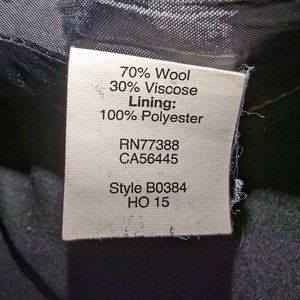 70% Wool
30% Viscose
Lining:
100% Polyester
RN77388
CA56445
Style B0384
HO 15